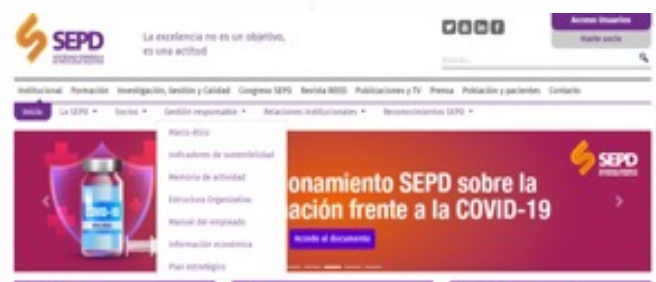 SEPD
La excelencia no es un objetivo,
es una actitud
Acceso Usuarios
Hazte socio
Buscar...
Institucional Formación Investigación, Gestión y Calidad Congreso SEPD Revista REED Publicaciones y TV Prensa Población y pacientes Contacto
Inicio La SEPD Socios Gestión responsable Relaciones institucionales Reconocimientos SEPD
Marco ético
Indicadores de sostenibilidad
Memoria de actividad
Estructura Organizativa
Manual del empleado
Información económica
Plan estratégico
SEPD
onamiento SEPD sobre la
ación frente a la COVID-19
Accede al documento